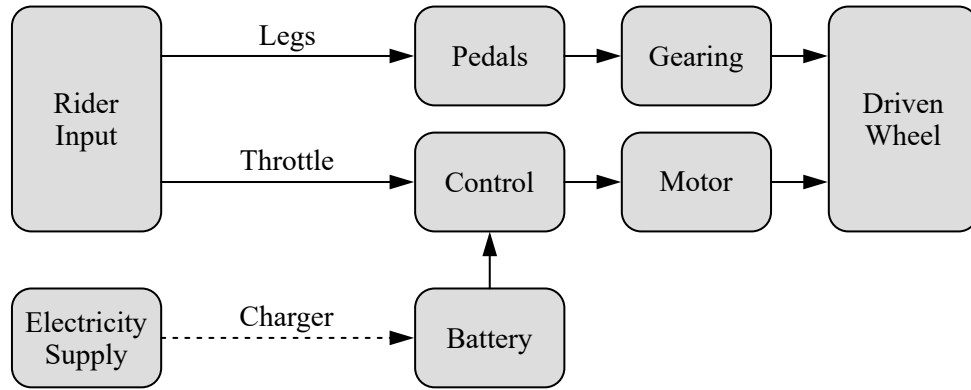 Legs
Rider
Input
Pedals
Gearing
Driven
Wheel
Throttle
Control
Motor
Electricity
Supply
Charger
Battery